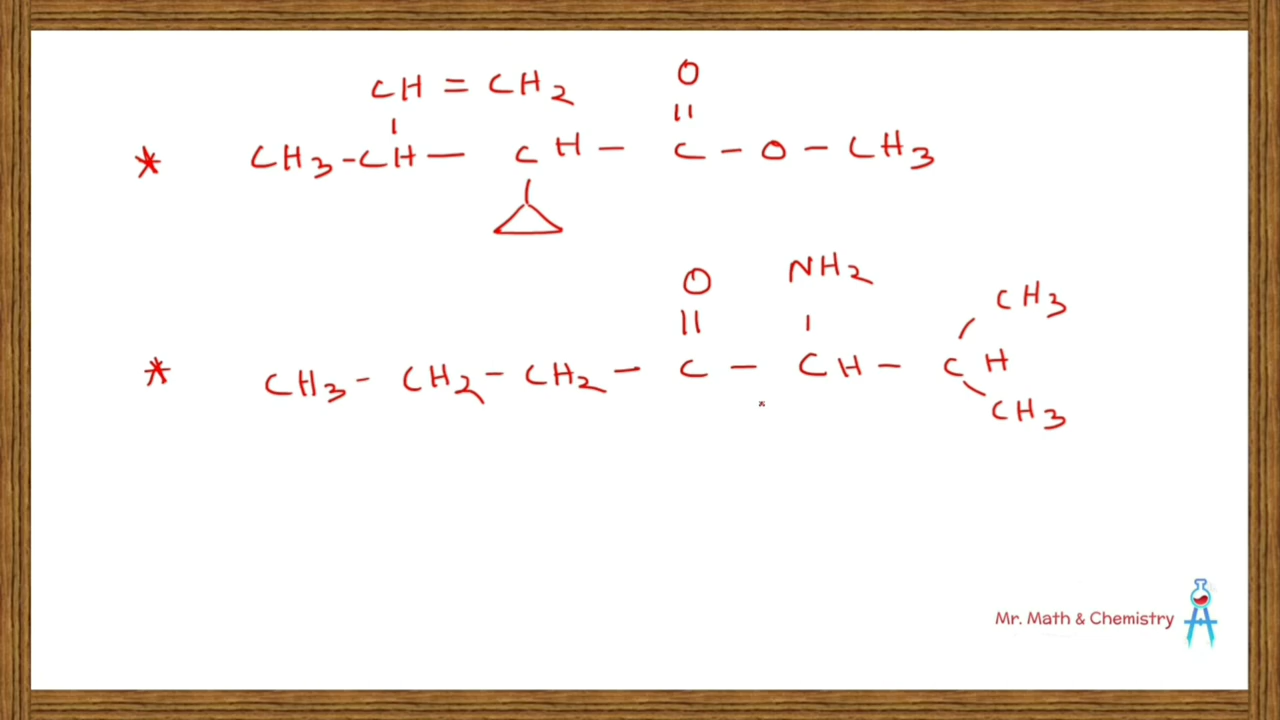 CH = CH2
O
* CH3-CH— CH — C — O — CH3
O
NH2
CH3
* CH3 - CH2 - CH2 - C — CH — CH
CH3
Mr. Math & Chemistry